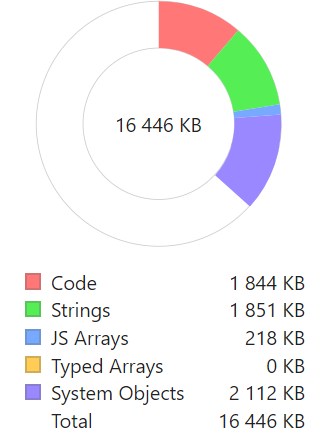 16 446 KB
Code 1 844 KB
Strings 1 851 KB
JS Arrays 218 KB
Typed Arrays 0 KB
System Objects 2 112 KB
Total 16 446 KB